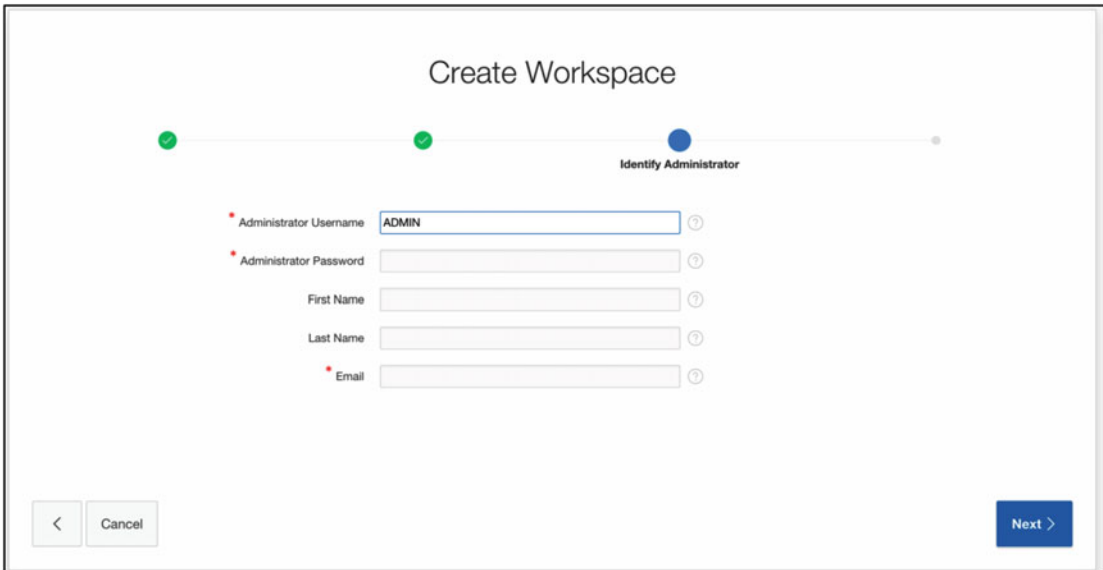 Create Workspace
Identify Administrator
* Administrator Username ADMIN ?
* Administrator Password ?
First Name ?
Last Name ?
* Email ?
< Cancel Next >